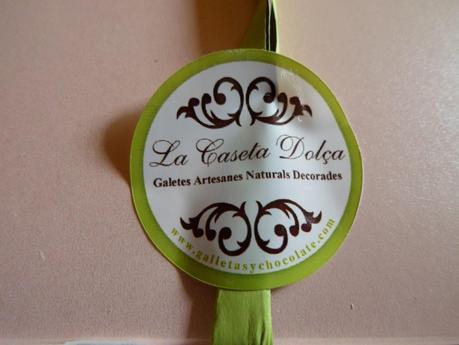 La Caseta Dolça
Galetes Artesanes Naturals Decorades
www.galletasychocolate.com